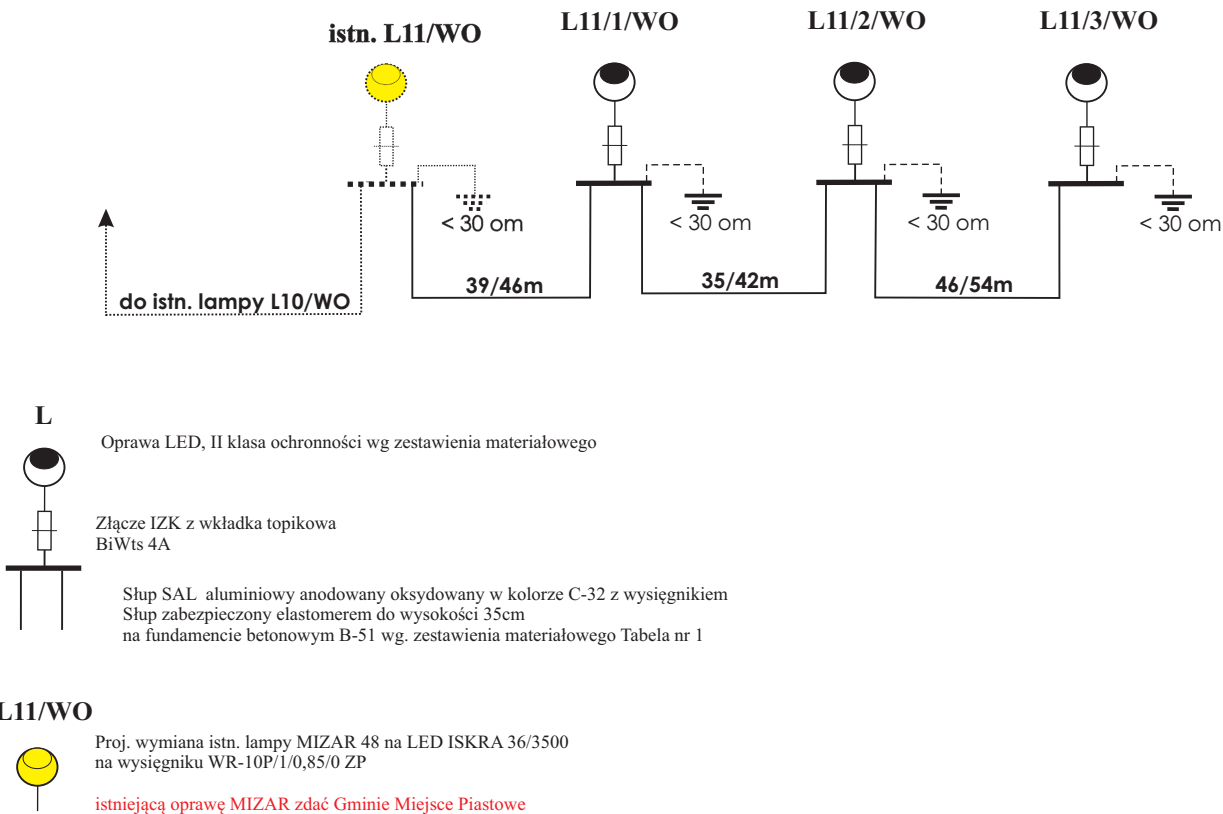 istn. L11/WO
L11/1/WO
L11/2/WO
L11/3/WO
< 30 om
< 30 om
< 30 om
< 30 om
do istn. lampy L10/WO
39/46m
35/42m
46/54m
L
Oprawa LED, II klasa ochronności wg zestawienia materiałowego
Złącze IZK z wkładka topikowa
BiWts 4A
Słup SAL aluminiowy anodowany oksydowany w kolorze C-32 z wysięgnikiem
Słup zabezpieczony elastomerem do wysokości 35cm
na fundamencie betonowym B-51 wg. zestawienia materiałowego Tabela nr 1
L11/WO
Proj. wymiana istn. lampy MIZAR 48 na LED ISKRA 36/3500
na wysięgniku WR-10P/1/0,85/0 ZP
istniejącą oprawę MIZAR zdać Gminie Miejsce Piastowe